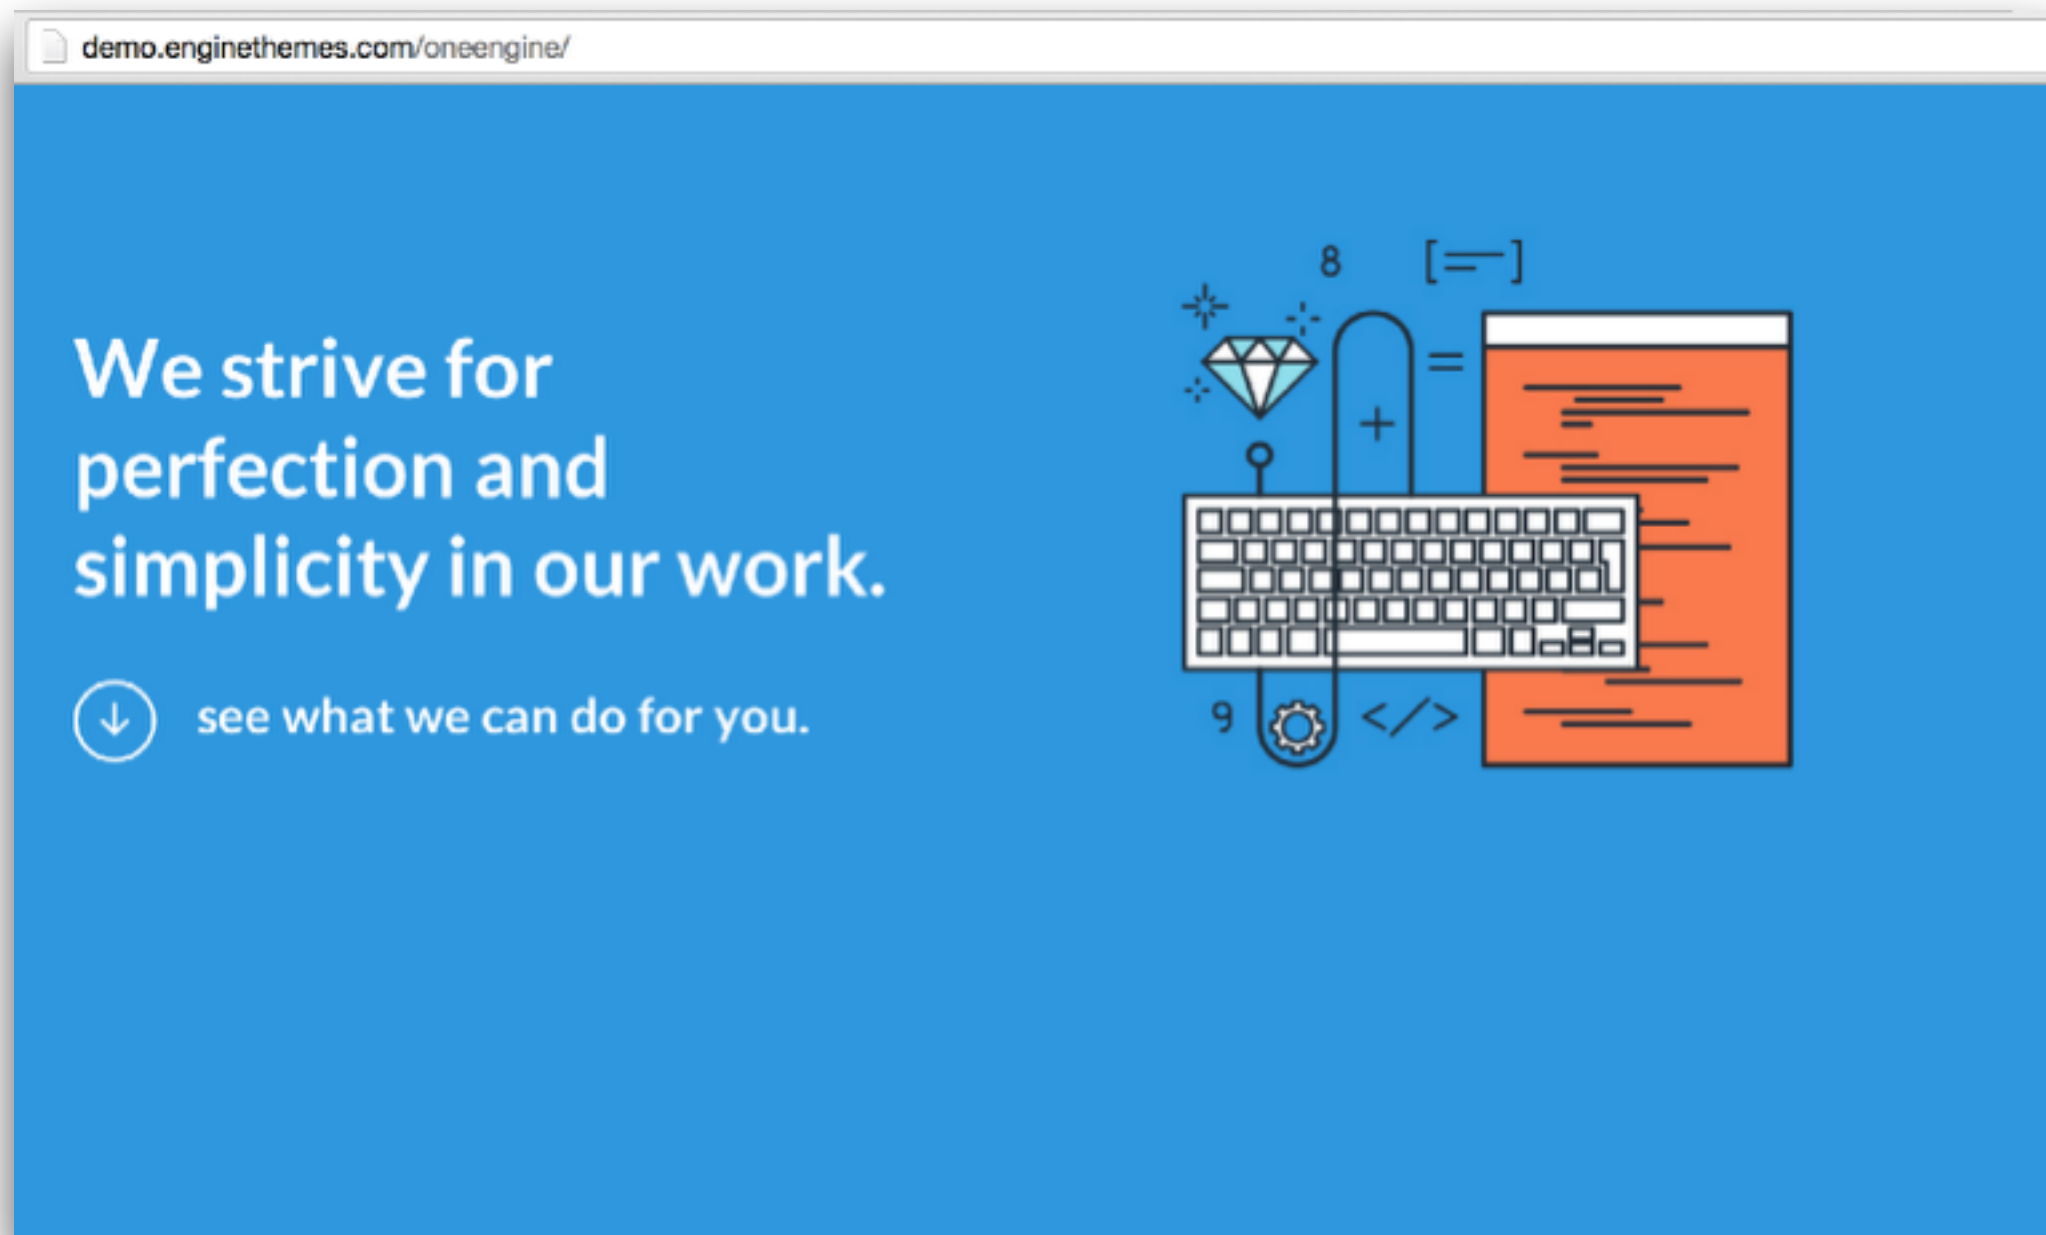 demo.enginethemes.com/oneengine/
8
[=]
We strive for
=
perfection and
+
simplicity in our work.
see what we can do for you.
9
</>